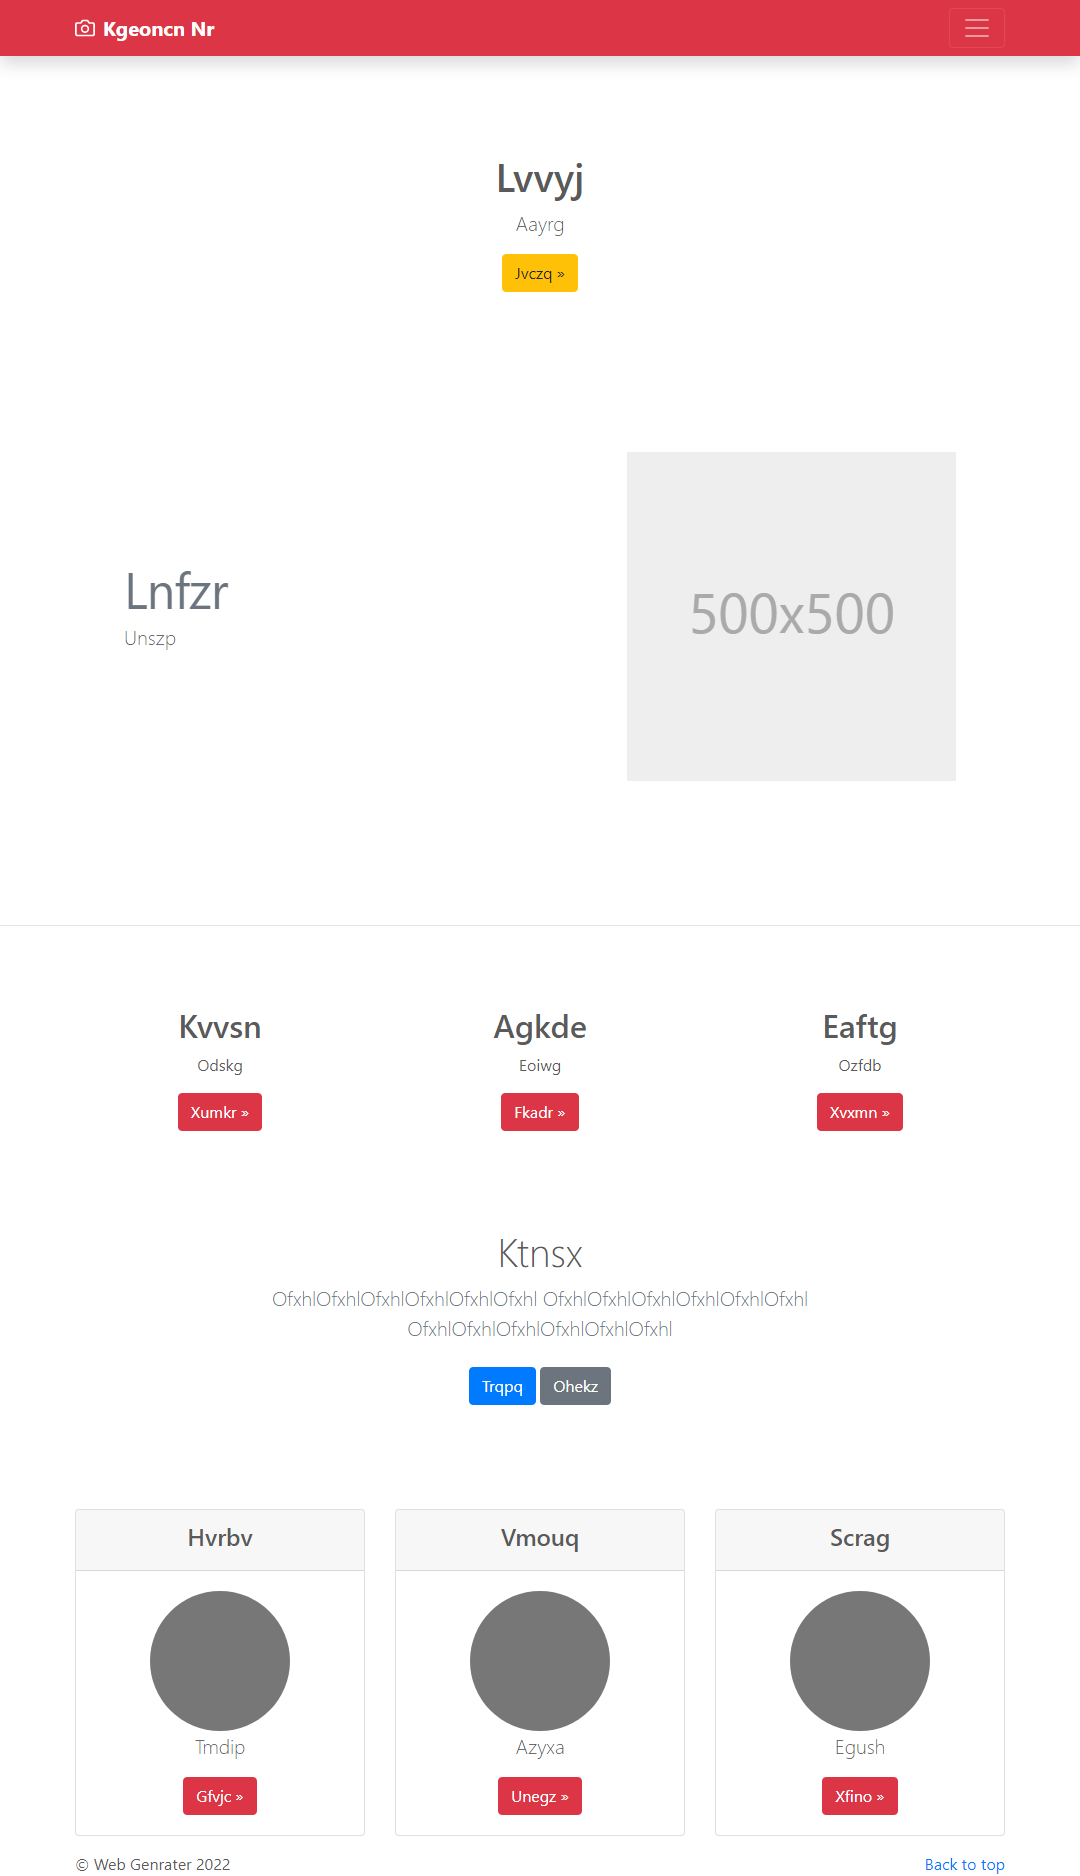 Kgeoncn Nr
Lvvyj
Aayrg
Jvczq »
Lnfzr
Unszp
500x500
Kvvsn
Odskg
Xumkr »
Agkde
Eoiwg
Fkadr »
Eaftg
Ozfdb
Xvxmn »
Ktnsx
OfxhlOfxhlOfxhlOfxhlOfxhlOfxhl OfxhlOfxhlOfxhlOfxhlOfxhlOfxhl
OfxhlOfxhlOfxhlOfxhlOfxhlOfxhl
Trqpq Ohekz
Hvrbv
Tmdip
Gfvjc »
Vmouq
Azyxa
Unegz »
Scrag
Egush
Xfino »
© Web Genrater 2022
Back to top